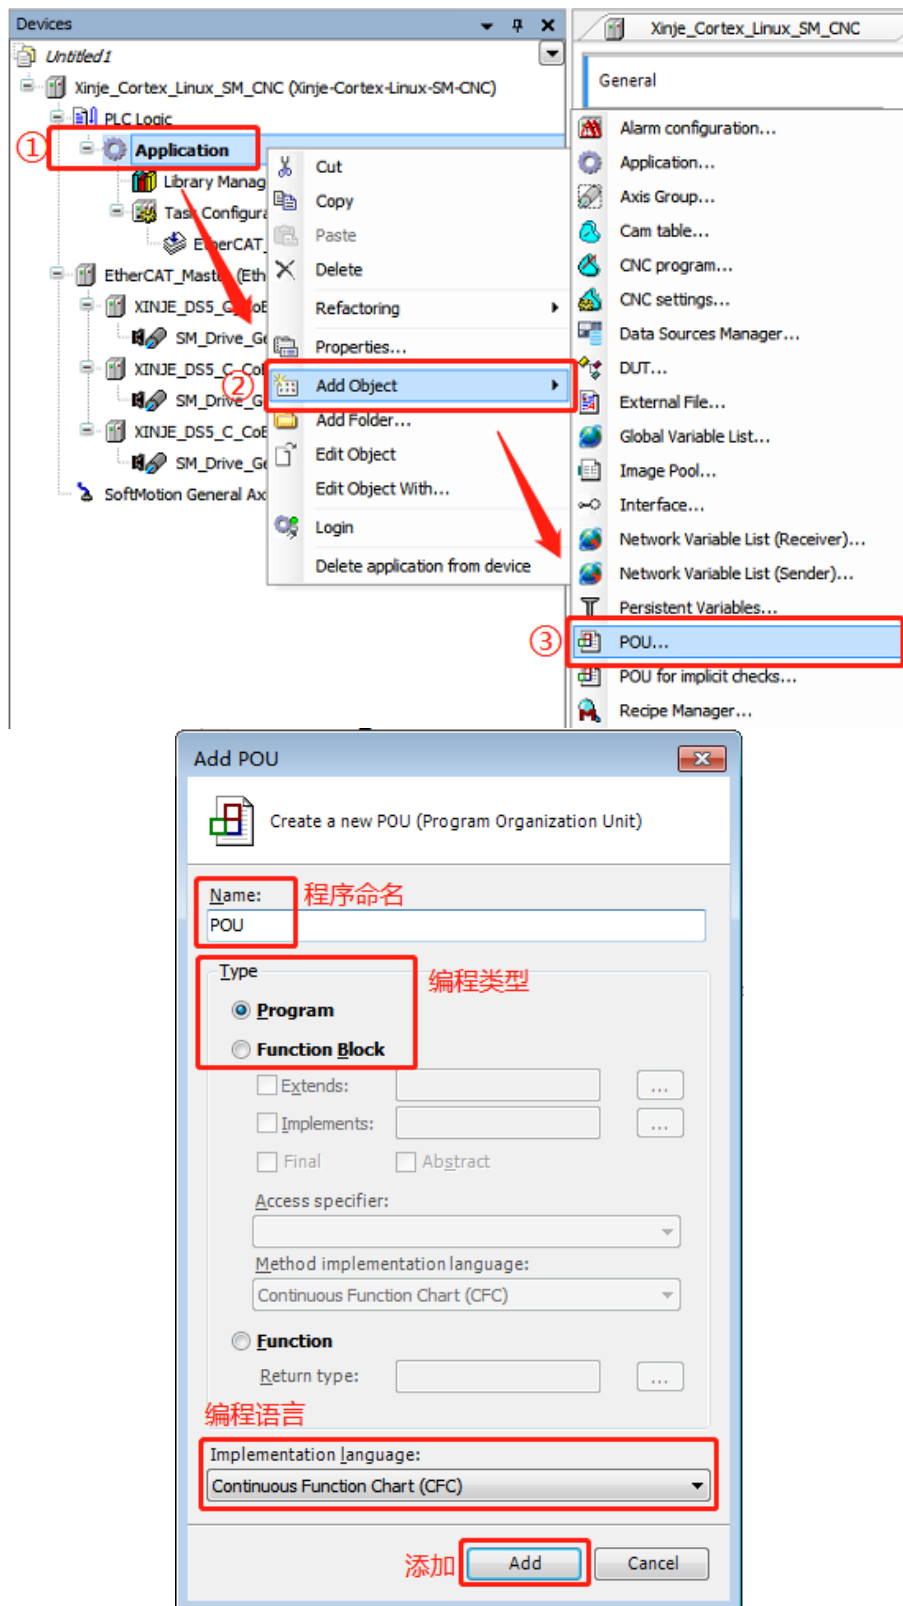 Devices
Xinje_Cortex_Linux_SM_CNC
Untitled1
General
Xinje_Cortex_Linux_SM_CNC (Xinje-Cortex-Linux-SM-CNC)
PLC Logic
① Application
Library Manag
Task Configura
EtherCAT_
EtherCAT_Master (Eth
XINJE_DS5_C_CoE
SM_Drive_Ge
XINJE_DS5_C_CoE
SM_Drive_Ge
XINJE_DS5_C_CoE
SM_Drive_Ge
SoftMotion General Ax
Cut
Copy
Paste
Delete
Refactoring
Properties...
② Add Object
Add Folder...
Edit Object
Edit Object With...
Login
Delete application from device
Alarm configuration...
Application...
Axis Group...
Cam table...
CNC program...
CNC settings...
Data Sources Manager...
DUT...
External File...
Global Variable List...
Image Pool...
Interface...
Network Variable List (Receiver)...
Network Variable List (Sender)...
Persistent Variables...
③ POU...
POU for implicit checks...
Recipe Manager...
Add POU
Create a new POU (Program Organization Unit)
Name: 程序命名
POU
Type
编程类型
Program
Function Block
Extends:
...
Implements:
...
Final
Abstract
Access specifier:
Method implementation language:
Continuous Function Chart (CFC)
Function
Return type:
...
编程语言
Implementation language:
Continuous Function Chart (CFC)
添加 Add
Cancel